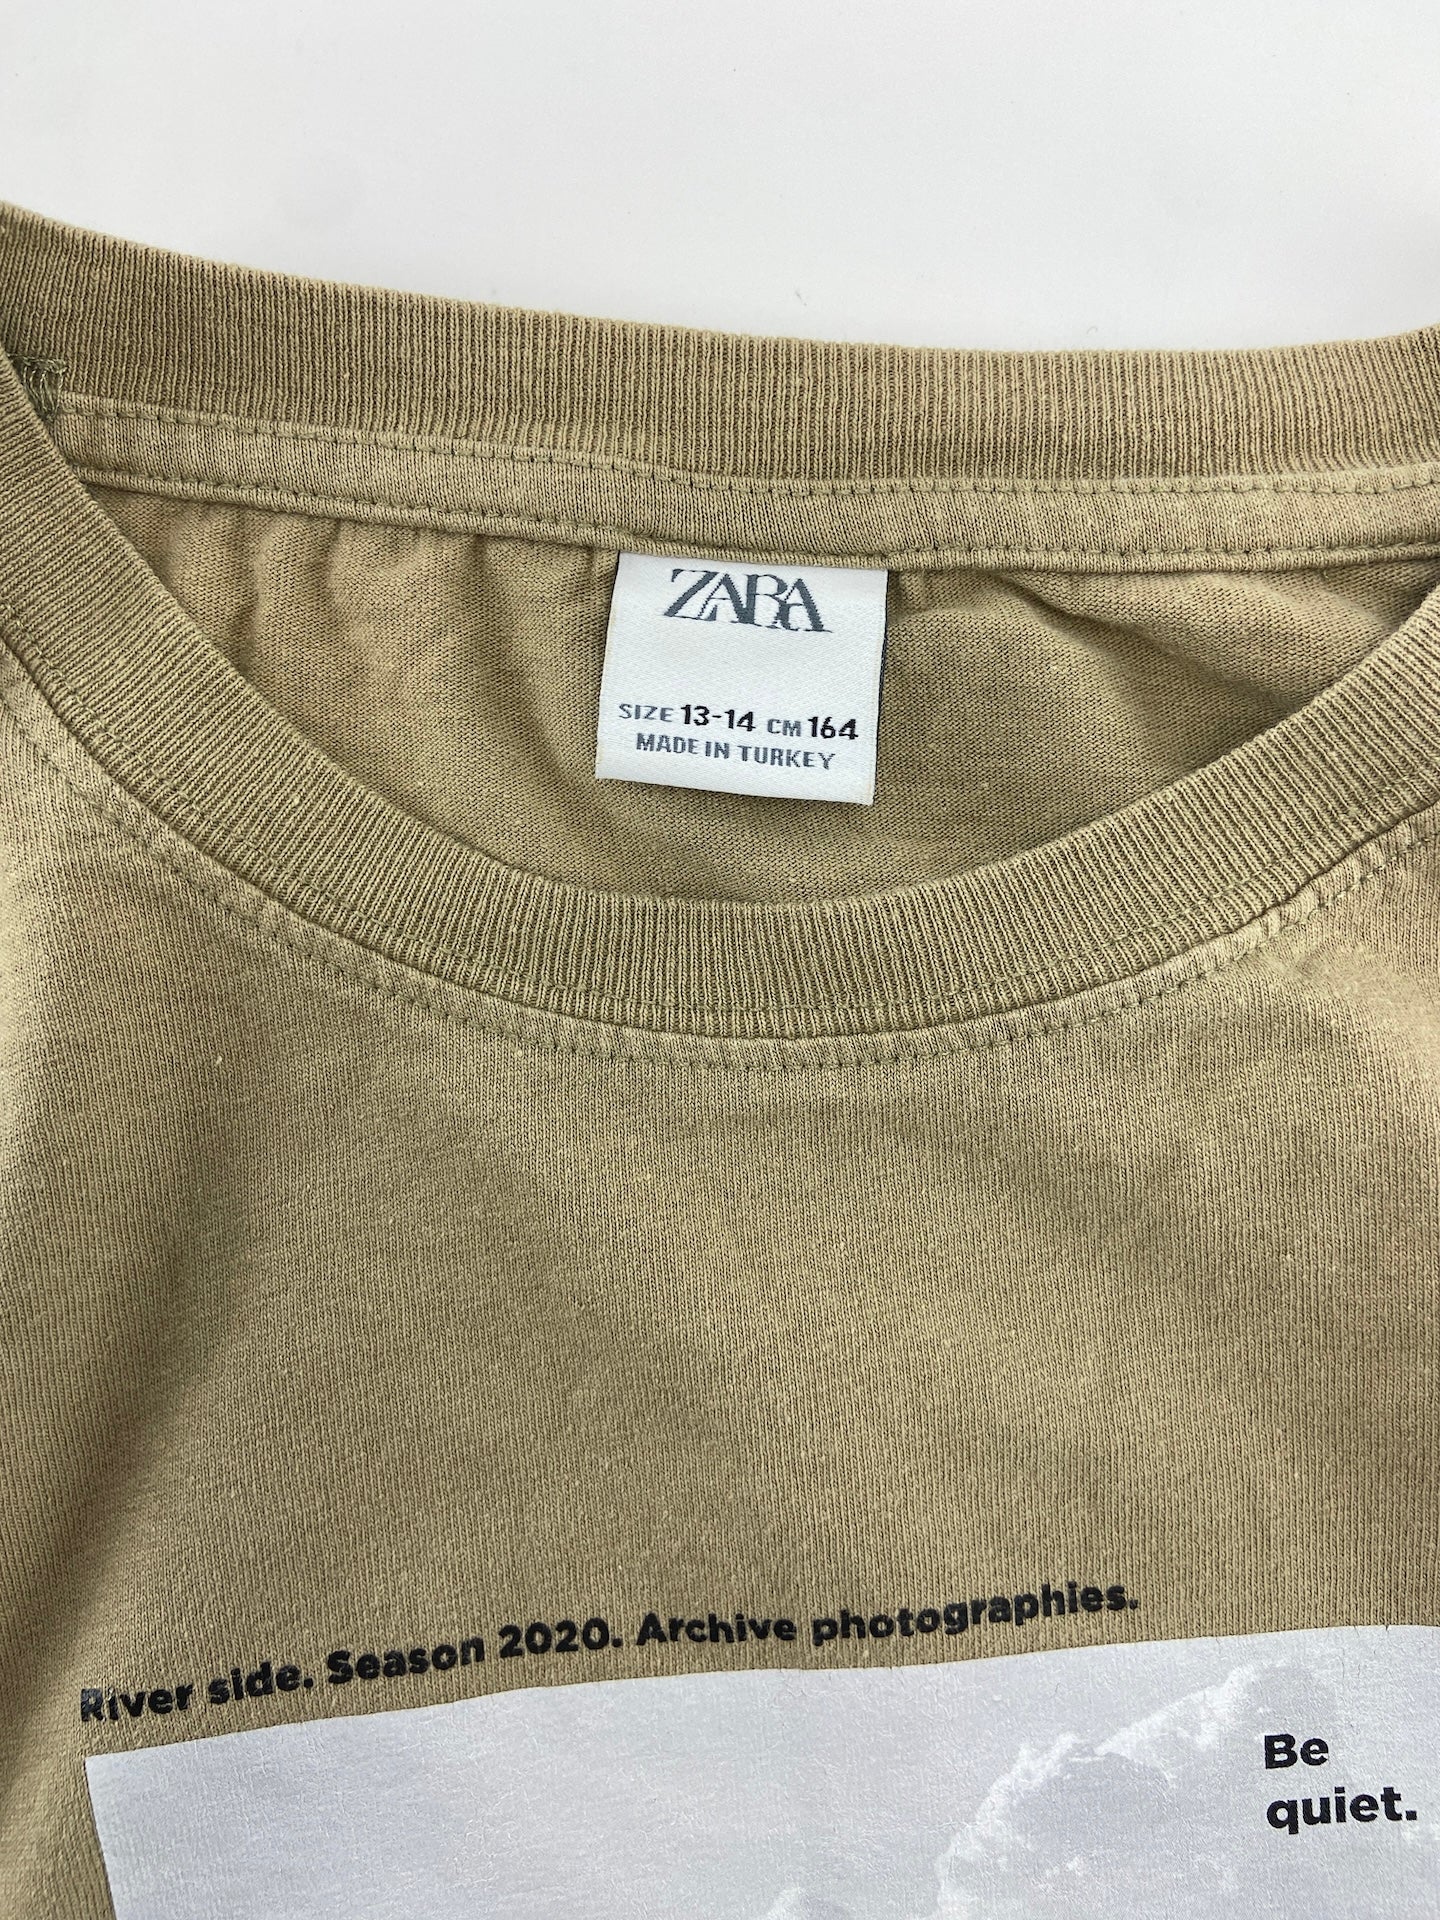 ZARA
SIZE 13-14 CM 164
MADE IN TURKEY
River side. Season 2020. Archive photographies.
Be
quiet.